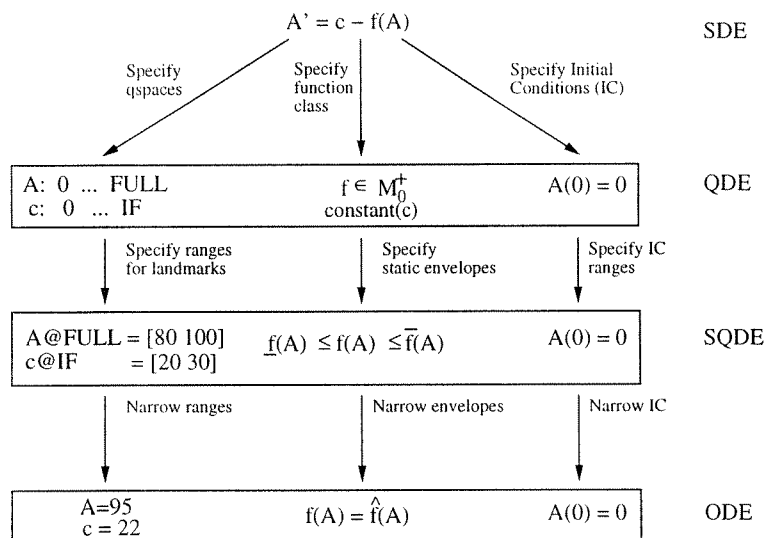 A' = c – f(A)
SDE
Specify
qspaces
Specify
function
class
Specify Initial
Conditions (IC)
A: 0 ... FULL
c: 0 ... IF
f ∈ M₀⁺
constant(c)
A(0) = 0
QDE
Specify ranges
for landmarks
Specify
static envelopes
Specify IC
ranges
A@FULL = [80 100]
c@IF = [20 30]
f̲(A) ≤ f(A) ≤ f̅(A)
A(0) = 0
SQDE
Narrow ranges
Narrow envelopes
Narrow IC
A=95
c = 22
f(A) = f̂(A)
A(0) = 0
ODE